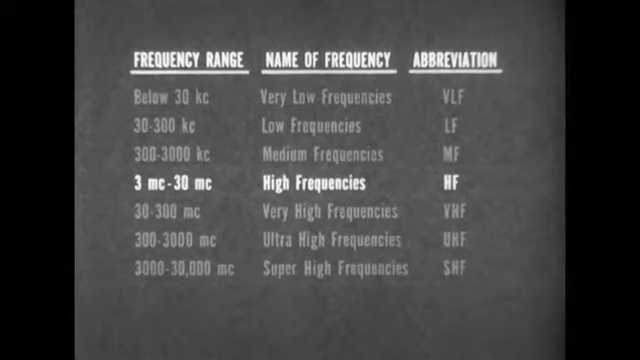 FREQUENCY RANGE NAME OF FREQUENCY ABBREVIATION
Below 30 kc Very Low Frequencies VLF
30-300 kc Low Frequencies LF
300-3000 kc Medium Frequencies MF
3 mc-30 mc High Frequencies HF
30-300 mc Very High Frequencies VHF
300-3000 mc Ultra High Frequencies UHF
3000-30,000 mc Super High Frequencies SHF